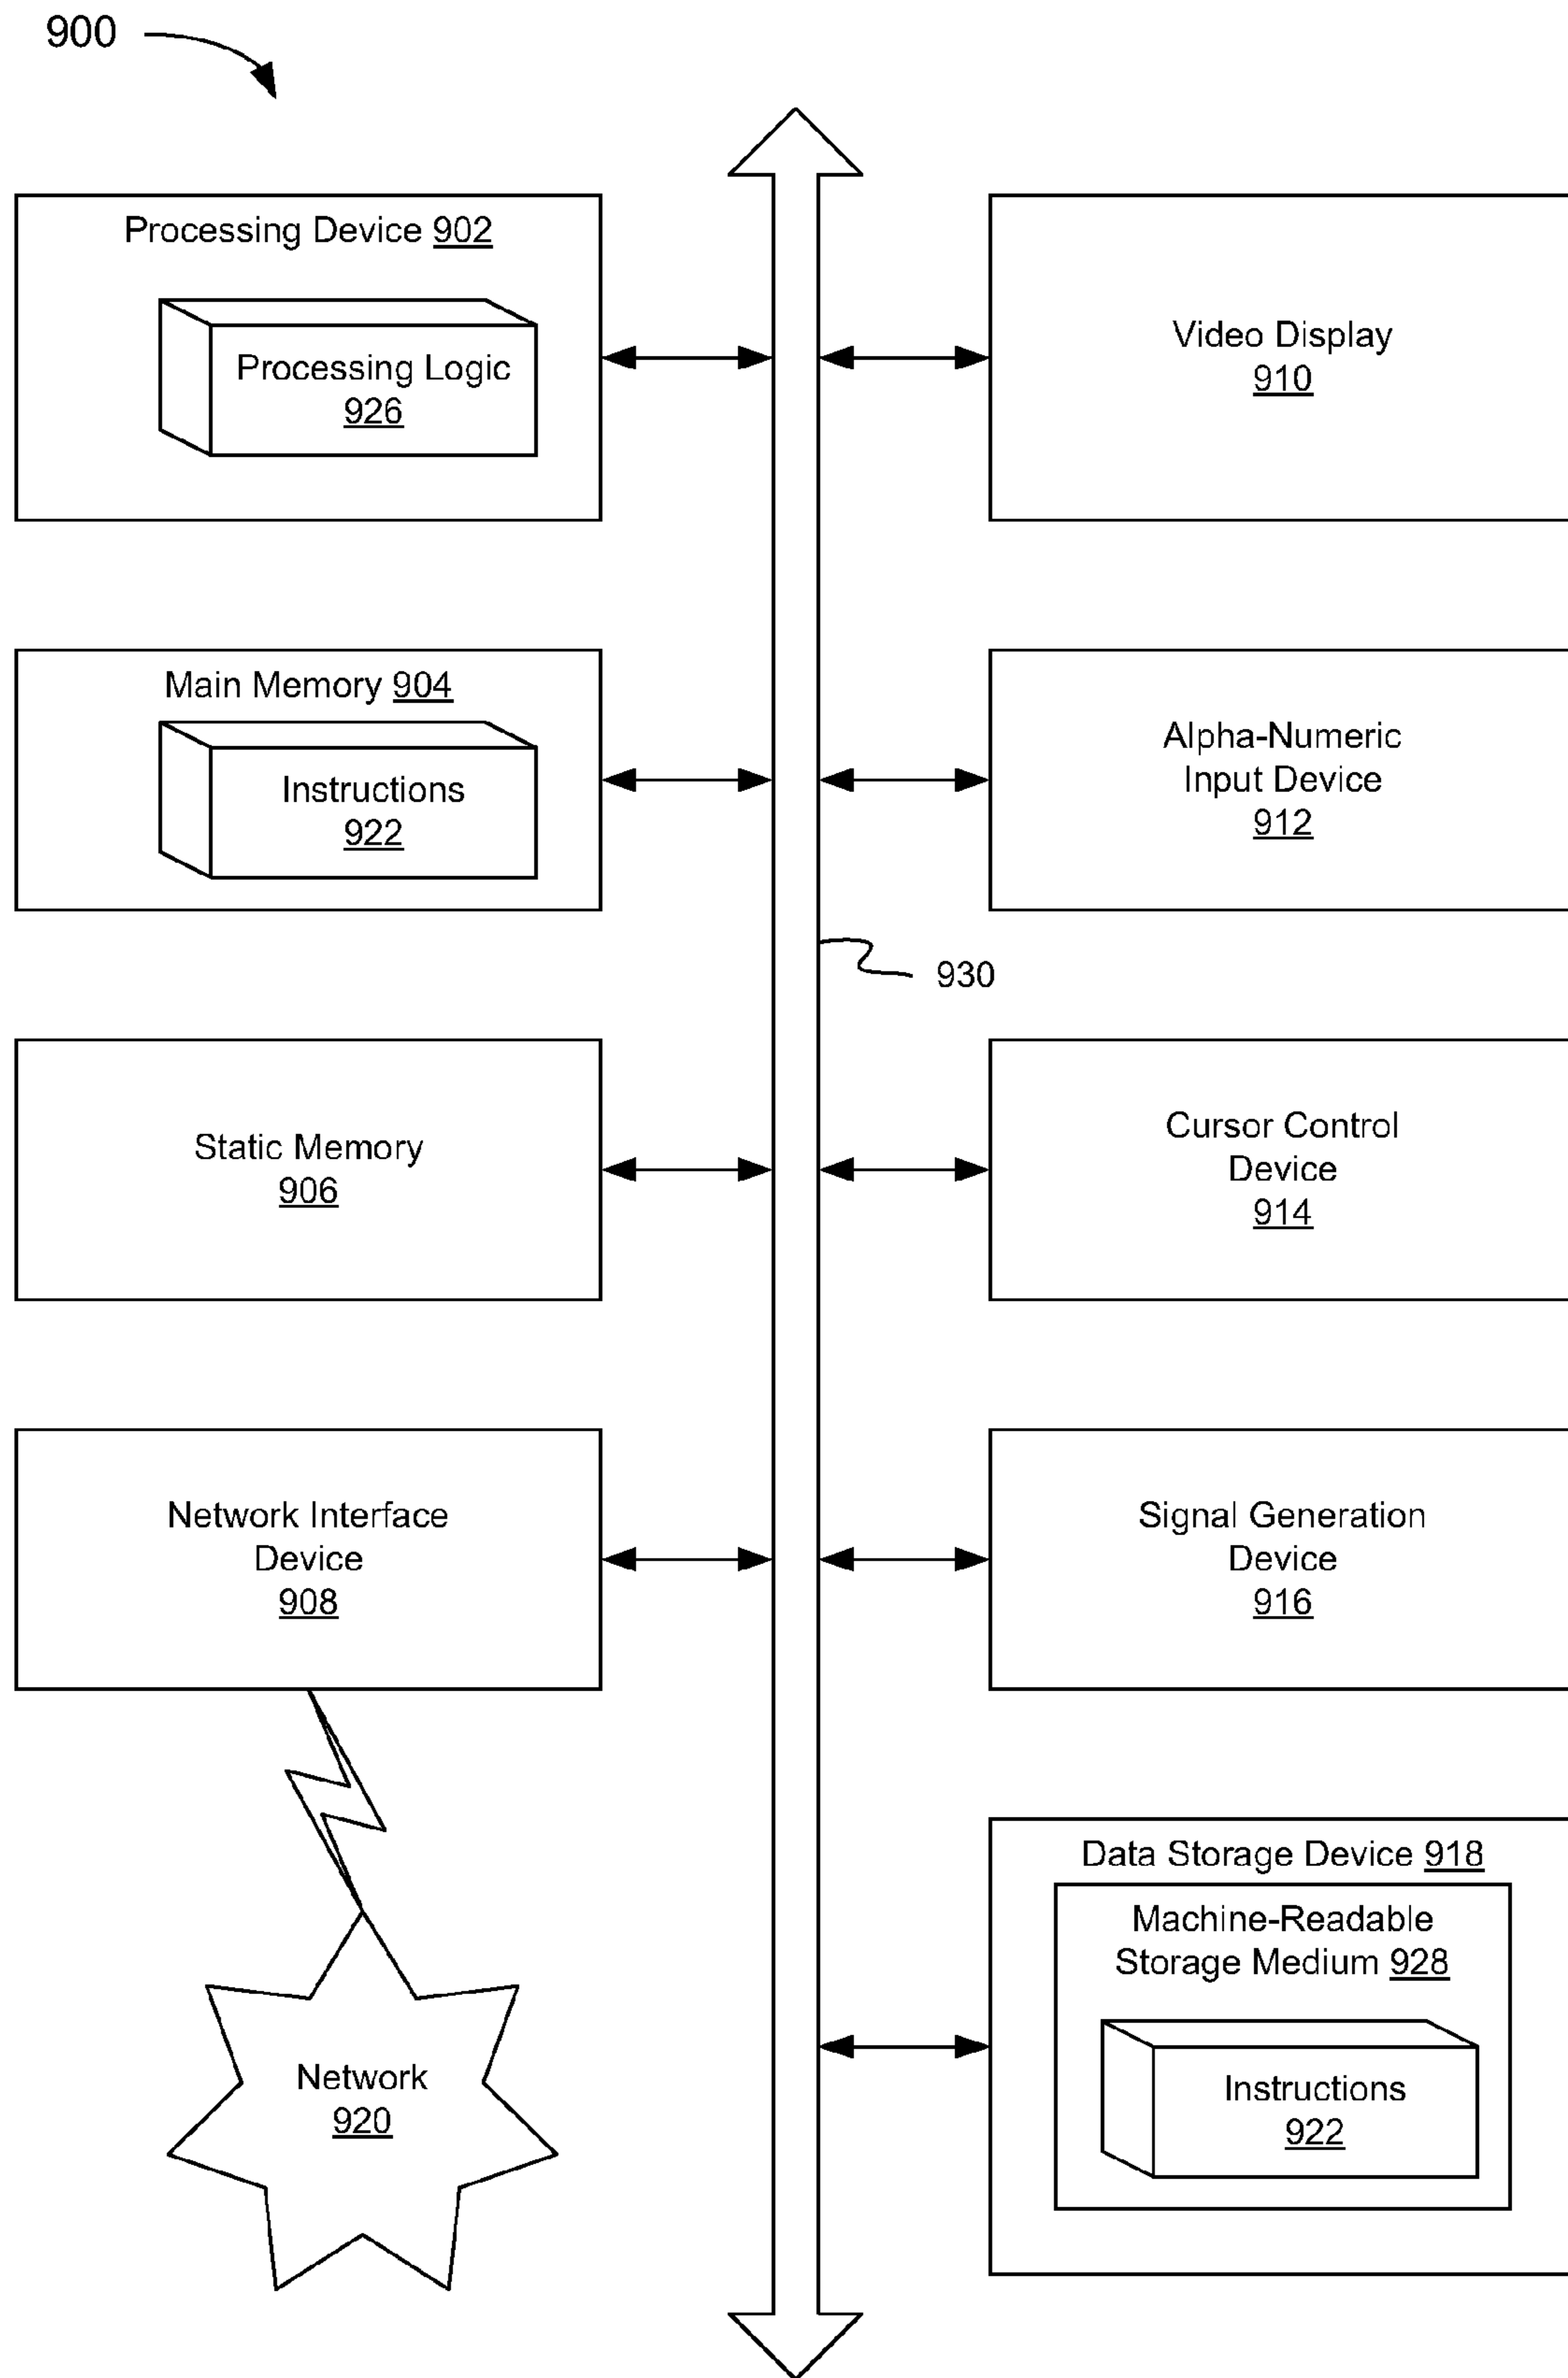 900
Processing Device 902
Processing Logic
926
Video Display
910
Main Memory 904
Instructions
922
Alpha-Numeric
Input Device
912
930
Static Memory
906
Cursor Control
Device
914
Network Interface
Device
908
Signal Generation
Device
916
Data Storage Device 918
Machine-Readable
Storage Medium 928
Instructions
922
Network
920